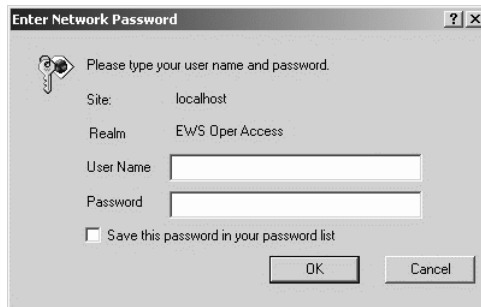 Enter Network Password
Please type your user name and password.
Site: localhost
Realm EWS Oper Access
User Name
Password
Save this password in your password list
OK Cancel